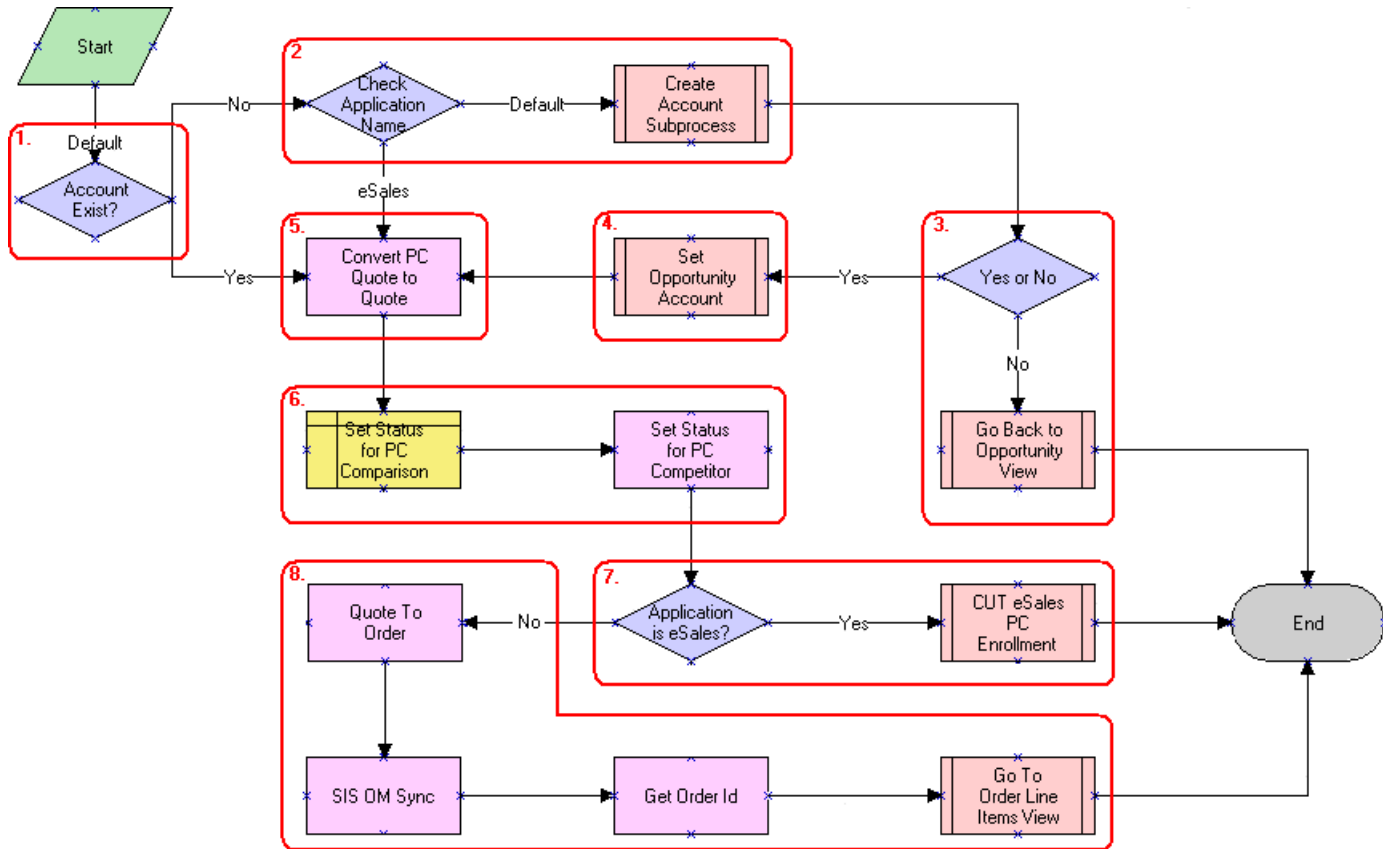 Start
Default
1.
Account
Exist?
No
Yes
2
Check
Application
Name
Default
Create
Account
Subprocess
eSales
5.
Convert PC
Quote to
Quote
4.
Set
Opportunity
Account
Yes
3.
Yes or No
No
Go Back to
Opportunity
View
6.
Set Status
for PC
Comparison
Set Status
for PC
Competitor
7.
Application
is eSales?
Yes
CUT eSales
PC
Enrollment
End
No
8.
Quote To
Order
SIS OM Sync
Get Order Id
Go To
Order Line
Items View